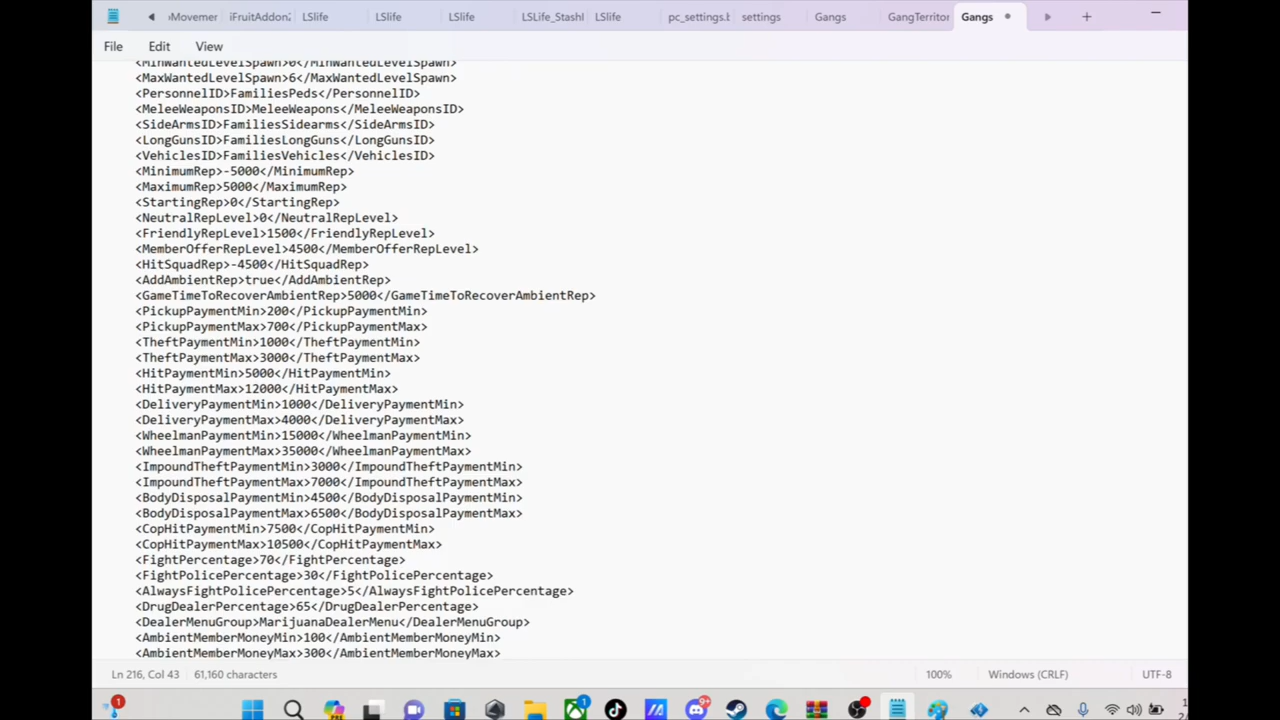 Movemer
iFruitAddon2
LSlife
LSlife
LSlife
LSLife_Stashl
LSlife
pc_settings.b
settings
Gangs
GangTerritor
Gangs
File
Edit
View
<MinWantedLevelSpawn>0</MinWantedLevelSpawn>
<MaxWantedLevelSpawn>6</MaxWantedLevelSpawn>
<PersonnelID>FamiliesPeds</PersonnelID>
<MeleeWeaponsID>MeleeWeapons</MeleeWeaponsID>
<SideArmsID>FamiliesSidearms</SideArmsID>
<LongGunsID>FamiliesLongGuns</LongGunsID>
<VehiclesID>FamiliesVehicles</VehiclesID>
<MinimumRep>-5000</MinimumRep>
<MaximumRep>5000</MaximumRep>
<StartingRep>0</StartingRep>
<NeutralRepLevel>0</NeutralRepLevel>
<FriendlyRepLevel>1500</FriendlyRepLevel>
<MemberOfferRepLevel>4500</MemberOfferRepLevel>
<HitSquadRep>-4500</HitSquadRep>
<AddAmbientRep>true</AddAmbientRep>
<GameTimeToRecoverAmbientRep>5000</GameTimeToRecoverAmbientRep>
<PickupPaymentMin>200</PickupPaymentMin>
<PickupPaymentMax>700</PickupPaymentMax>
<TheftPaymentMin>1000</TheftPaymentMin>
<TheftPaymentMax>3000</TheftPaymentMax>
<HitPaymentMin>5000</HitPaymentMin>
<HitPaymentMax>12000</HitPaymentMax>
<DeliveryPaymentMin>1000</DeliveryPaymentMin>
<DeliveryPaymentMax>4000</DeliveryPaymentMax>
<WheelmanPaymentMin>15000</WheelmanPaymentMin>
<WheelmanPaymentMax>35000</WheelmanPaymentMax>
<ImpoundTheftPaymentMin>3000</ImpoundTheftPaymentMin>
<ImpoundTheftPaymentMax>7000</ImpoundTheftPaymentMax>
<BodyDisposalPaymentMin>4500</BodyDisposalPaymentMin>
<BodyDisposalPaymentMax>6500</BodyDisposalPaymentMax>
<CopHitPaymentMin>7500</CopHitPaymentMin>
<CopHitPaymentMax>10500</CopHitPaymentMax>
<FightPercentage>70</FightPercentage>
<FightPolicePercentage>30</FightPolicePercentage>
<AlwaysFightPolicePercentage>5</AlwaysFightPolicePercentage>
<DrugDealerPercentage>65</DrugDealerPercentage>
<DealerMenuGroup>MarijuanaDealerMenu</DealerMenuGroup>
<AmbientMemberMoneyMin>100</AmbientMemberMoneyMin>
<AmbientMemberMoneyMax>300</AmbientMemberMoneyMax>
Ln 216, Col 43
61,160 characters
100%
Windows (CRLF)
UTF-8
1
1
9+